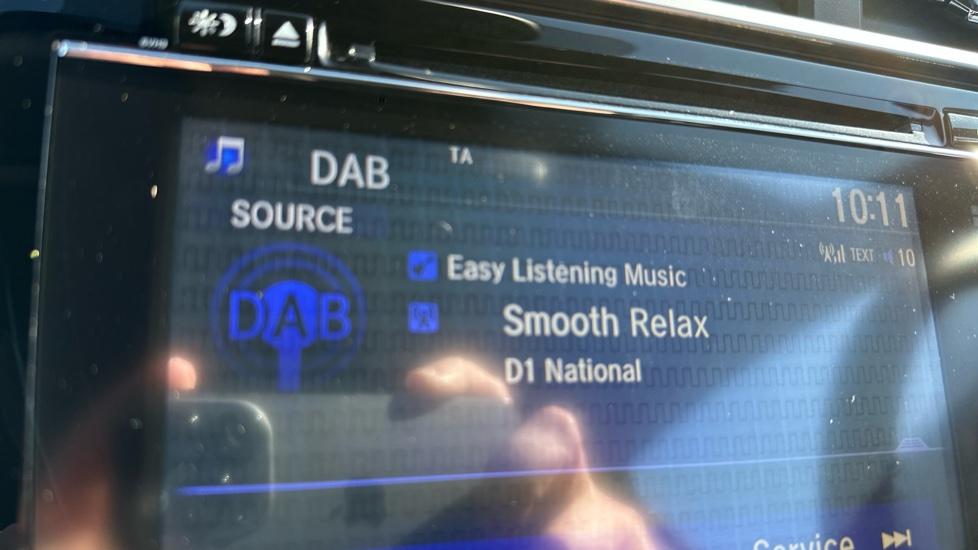 DAB
TA
10:11
SOURCE
TEXT 10
DAB
Easy Listening Music
Smooth Relax
D1 National
Service